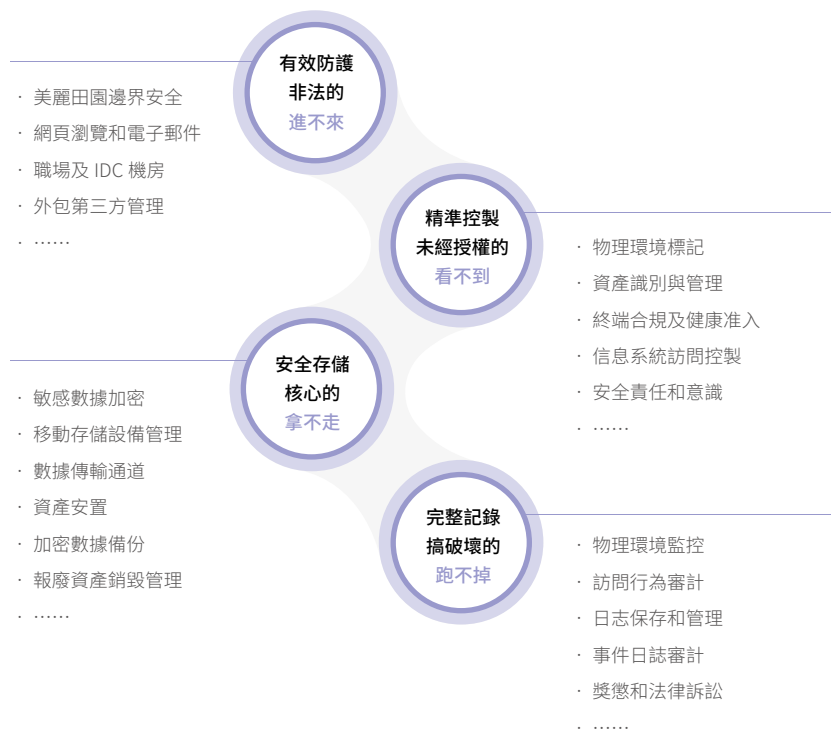 有效防護
非法的
進不來
· 美麗田園邊界安全
· 網頁瀏覽和電子郵件
· 職場及 IDC 機房
· 外包第三方管理
· ……
精準控製
未經授權的
看不到
· 物理環境標記
· 資產識別與管理
· 終端合規及健康准入
· 信息系統訪問控製
· 安全責任和意識
· ……
安全存儲
核心的
拿不走
· 敏感數據加密
· 移動存儲設備管理
· 數據傳輸通道
· 資產安置
· 加密數據備份
· 報廢資產銷毀管理
· ……
完整記錄
搞破壞的
跑不掉
· 物理環境監控
· 訪問行為審計
· 日志保存和管理
· 事件日誌審計
· 獎懲和法律訴訟
· ……